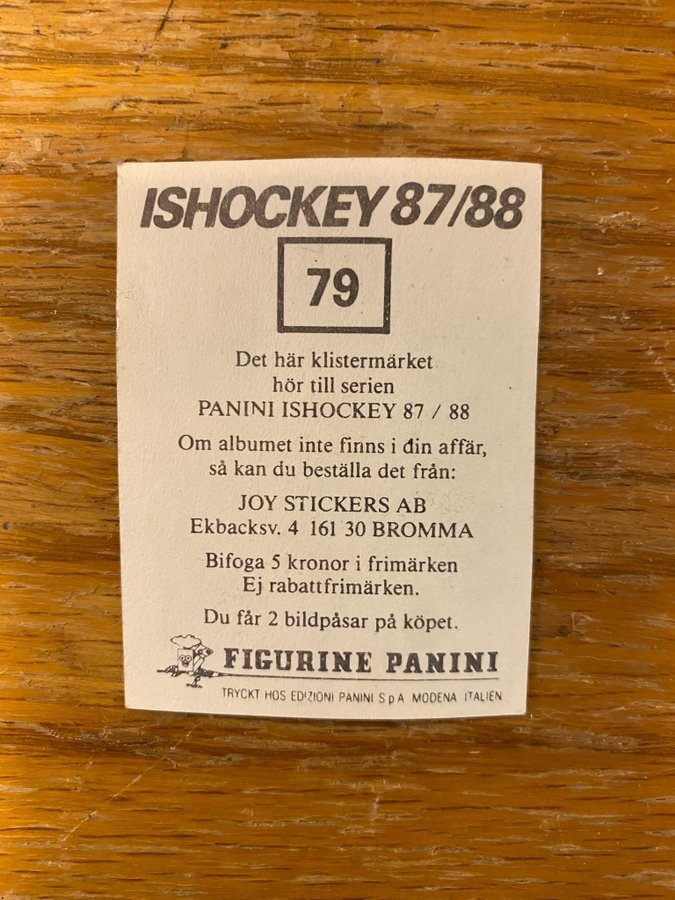 ISHOCKEY 87/88
79
Det här klistermärket
hör till serien
PANINI ISHOCKEY 87 / 88
Om albumet inte finns i din affär,
så kan du beställa det från:
JOY STICKERS AB
Ekbacksv. 4 161 30 BROMMA
Bifoga 5 kronor i frimärken
Ej rabattfrimärken.
Du får 2 bildpåsar på köpet.
FIGURINE PANINI
TRYCKT HOS EDIZIONI PANINI S p A MODENA ITALIEN